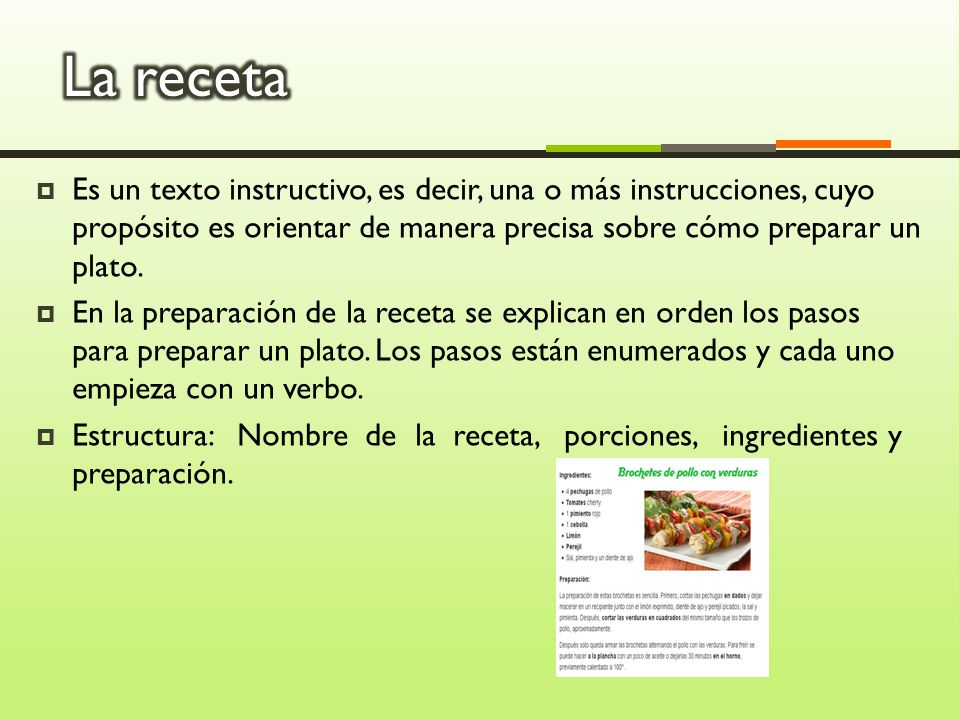 La receta
Es un texto instructivo, es decir, una o más instrucciones, cuyo
propósito es orientar de manera precisa sobre cómo preparar un
plato.
En la preparación de la receta se explican en orden los pasos
para preparar un plato. Los pasos están enumerados y cada uno
empieza con un verbo.
Estructura: Nombre de la receta, porciones, ingredientes y
preparación.
Brochetes de pollo con verduras
Ingredientes:
4 pechugas de pollo
Tomates cherry
1 pimiento rojo
1 cebolla
Limón
Perejil
Sal, pimienta y un diente de ajo
Preparación:
La preparación de estas brochetas es sencilla. Primero, cortas las pechugas en dados y dejar
macerar en un recipiente junto con el limón exprimido, diente de ajo y perejil picados, la sal y
pimienta. Después, cortar las verduras en cuadrados del mismo tamaño que los trozos de
pollo, aproximadamente.
Después solo queda armar las brochetas alternando el pollo con las verduras. Para freír se
puede hacer a la plancha con un poco de aceite o dejarlas 30 minutos en el horno,
previamente calentado a 180°.